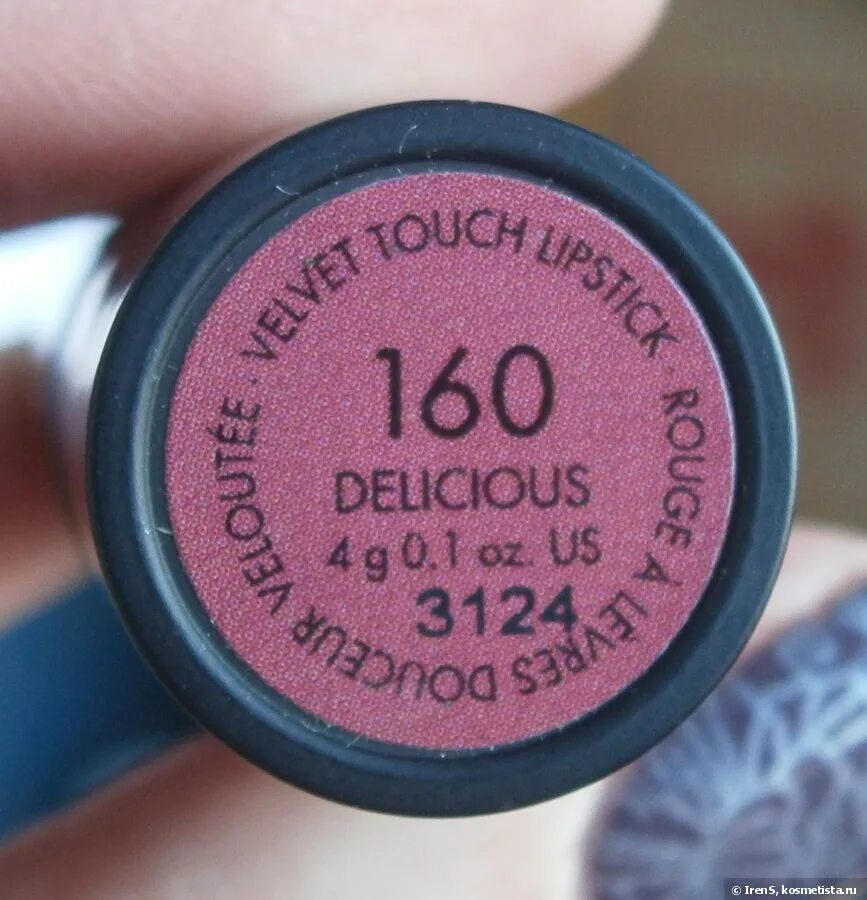 VELVET TOUCH LIPSTICK · ROUGE À LÈVRES DOUCEUR VELOUTÉE ·
160
DELICIOUS
4 g 0.1 oz. US
3124
© IrenS, kosmetista.ru